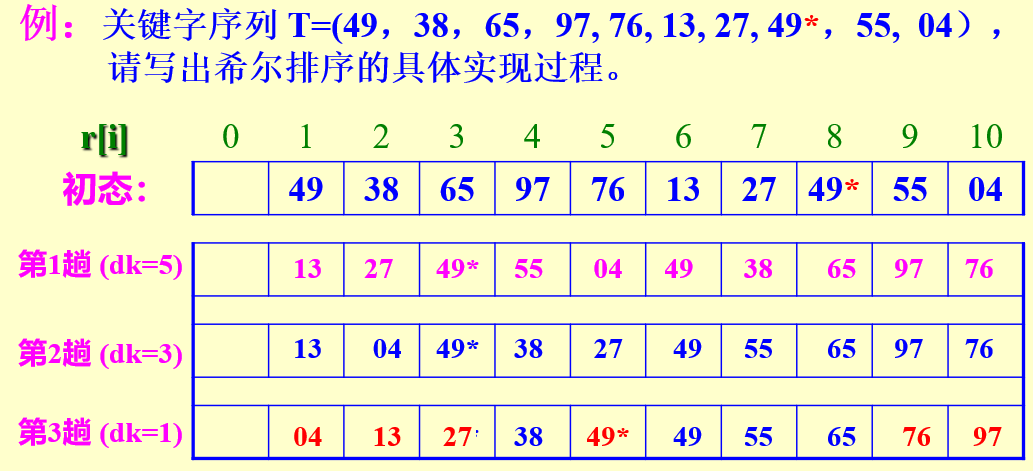 例：关键字序列 T=(49，38，65，97, 76, 13, 27, 49*，55, 04），
请写出希尔排序的具体实现过程。
r[i] 0 1 2 3 4 5 6 7 8 9 10
初态： 49 38 65 97 76 13 27 49* 55 04
第1趟 (dk=5) 13 27 49* 55 04 49 38 65 97 76
第2趟 (dk=3) 13 04 49* 38 27 49 55 65 97 76
第3趟 (dk=1) 04 13 27 38 49* 49 55 65 76 97